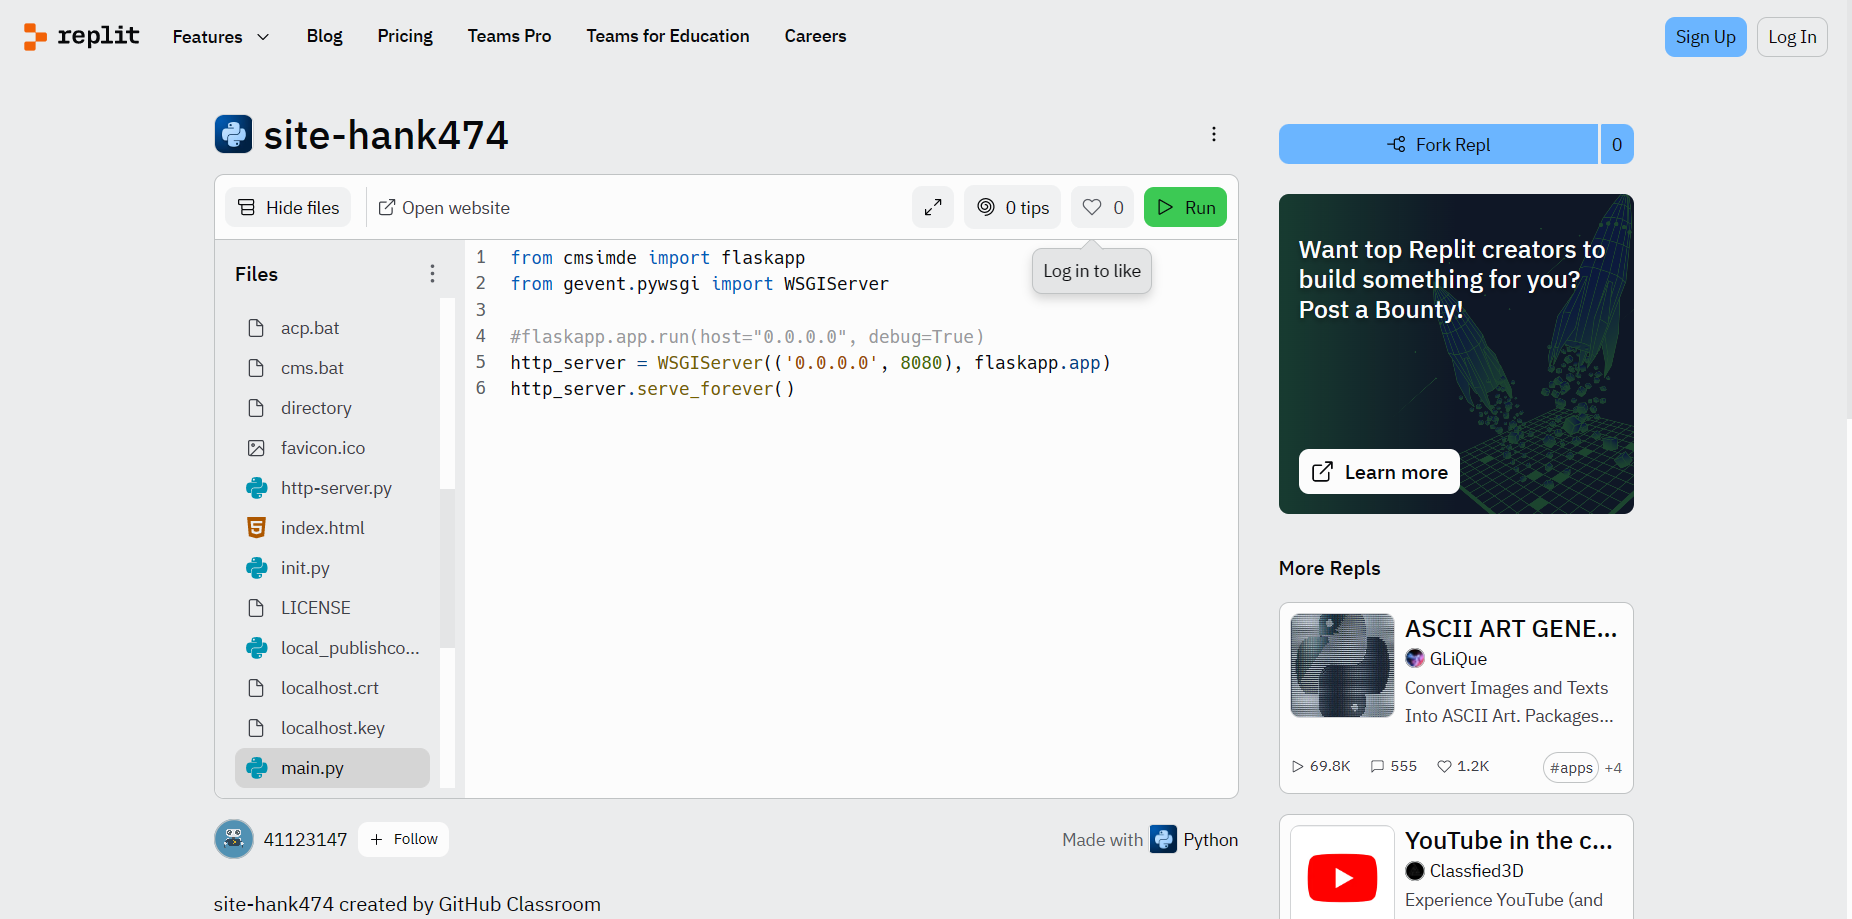 replit
Features
Blog
Pricing
Teams Pro
Teams for Education
Careers
Sign Up
Log In
site-hank474
Hide files
Open website
0 tips
0
Run
Log in to like
Files
acp.bat
cms.bat
directory
favicon.ico
http-server.py
index.html
init.py
LICENSE
local_publishco...
localhost.crt
localhost.key
main.py
1 from cmsimde import flaskapp
2 from gevent.pywsgi import WSGIServer
3
4 #flaskapp.app.run(host="0.0.0.0", debug=True)
5 http_server = WSGIServer(('0.0.0.0', 8080), flaskapp.app)
6 http_server.serve_forever()
41123147
+ Follow
Made with Python
site-hank474 created by GitHub Classroom
Fork Repl
0
Want top Replit creators to
build something for you?
Post a Bounty!
Learn more
More Repls
ASCII ART GENE...
GLiQue
Convert Images and Texts
Into ASCII Art. Packages...
69.8K
555
1.2K
#apps
+4
YouTube in the c...
Classfied3D
Experience YouTube (and